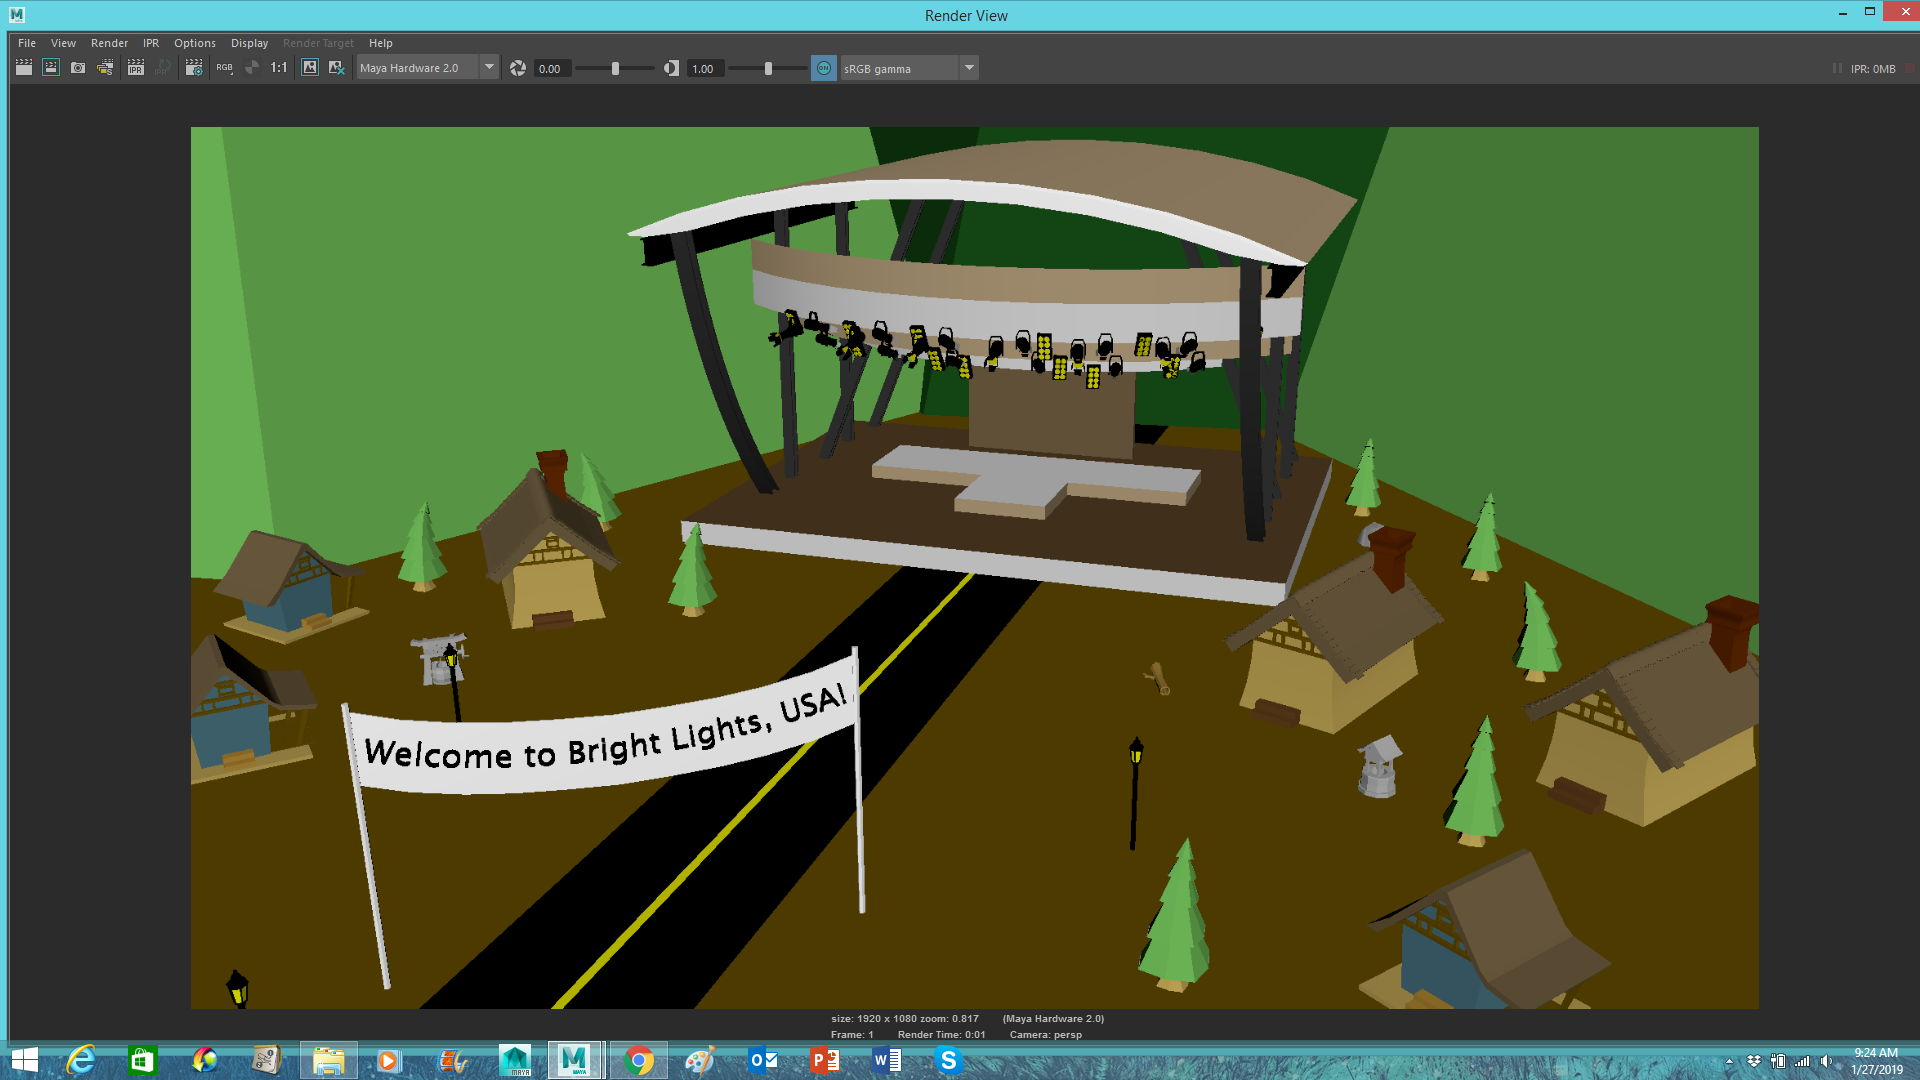 Render View
File View Render IPR Options Display Render Target Help
IPR RGB 1:1 Maya Hardware 2.0 0.00 1.00 ON sRGB gamma IPR: 0MB
Welcome to Bright Lights, USA!
size: 1920 x 1080 zoom: 0.817 (Maya Hardware 2.0)
Frame: 1 Render Time: 0:01 Camera: persp
9:24 AM
1/27/2019